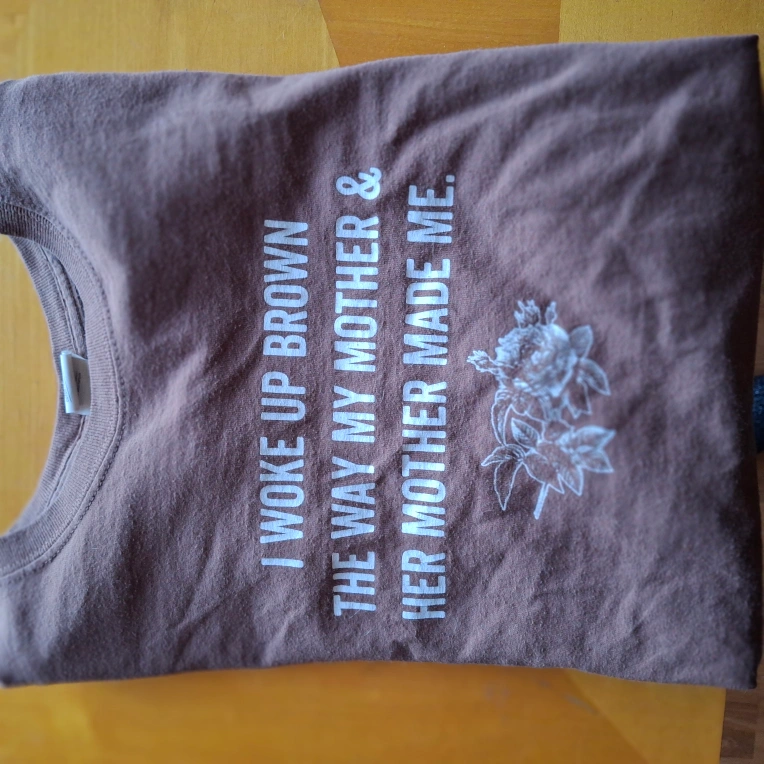 I WOKE UP BROWN
THE WAY MY MOTHER &
HER MOTHER MADE ME.